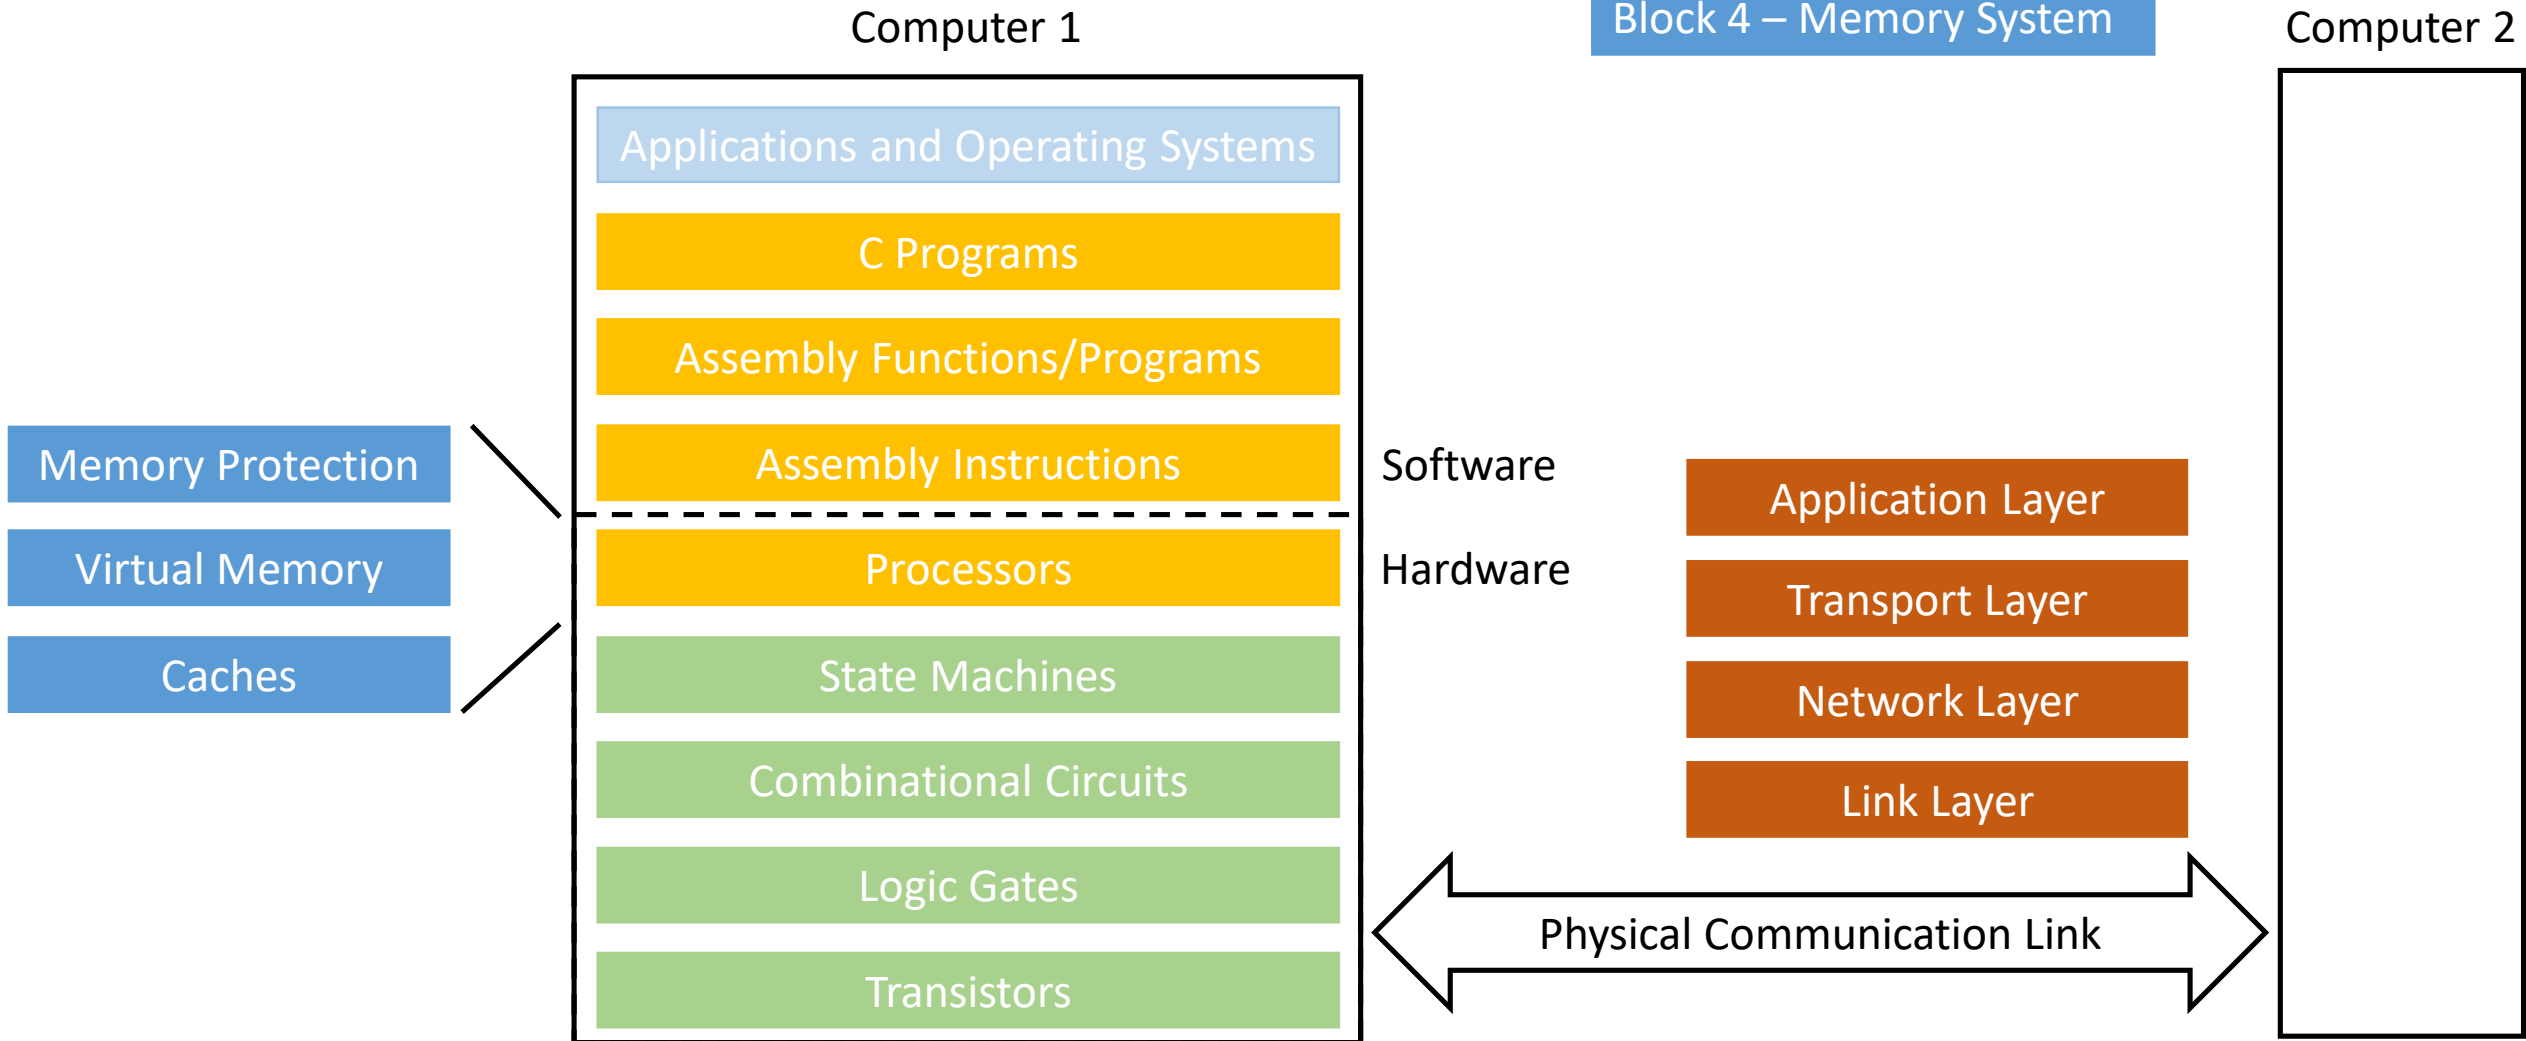 Computer 1
Block 4 – Memory System
Computer 2
Applications and Operating Systems
C Programs
Assembly Functions/Programs
Assembly Instructions
Processors
State Machines
Combinational Circuits
Logic Gates
Transistors
Memory Protection
Virtual Memory
Caches
Software
Hardware
Application Layer
Transport Layer
Network Layer
Link Layer
Physical Communication Link